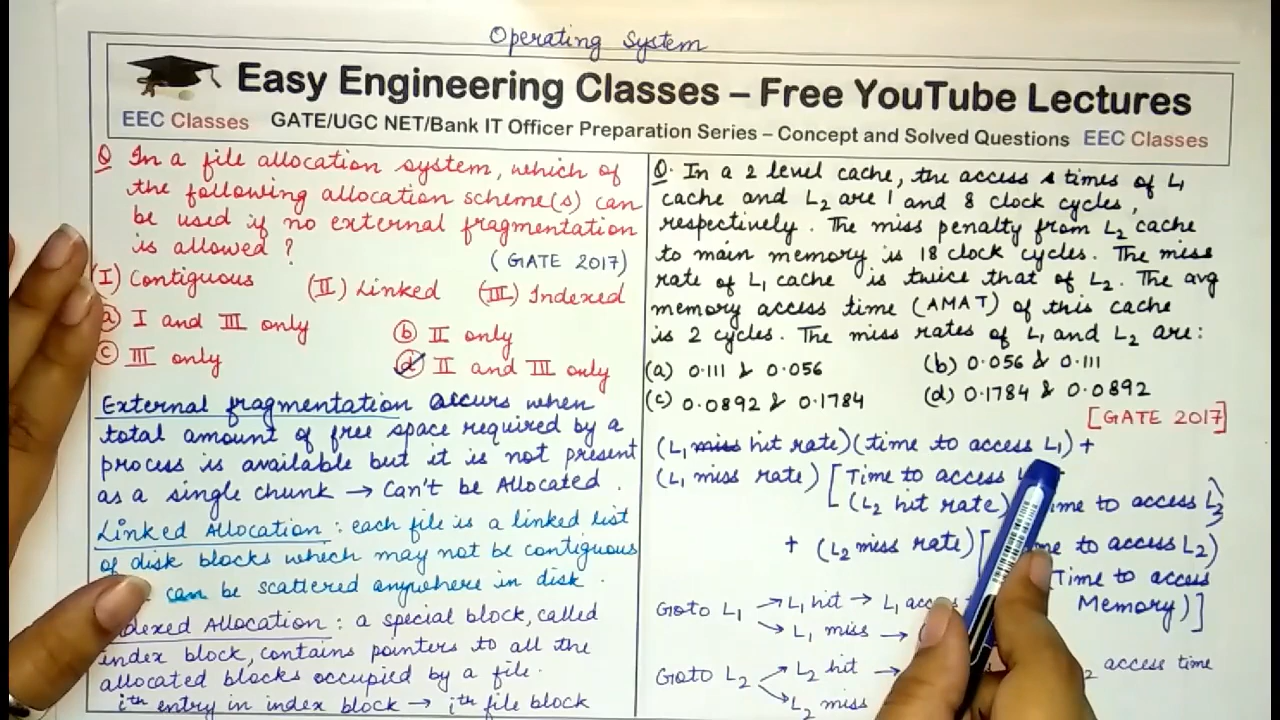 Operating System
Easy Engineering Classes – Free YouTube Lectures
EEC Classes GATE/UGC NET/Bank IT Officer Preparation Series – Concept and Solved Questions EEC Classes
Q In a file allocation system, which of
the following allocation scheme(s) can
be used if no external fragmentation
is allowed ?
(GATE 2017)
(I) Contiguous (II) Linked (III) Indexed
a I and III only (b) II only
(c) III only (d) II and III only
External fragmentation occurs when
total amount of free space required by a
process is available but it is not present
as a single chunk → Can't be Allocated.
Linked Allocation : each file is a linked list
of disk blocks which may not be contiguous
can be scattered anywhere in disk.
Indexed Allocation : a special block, called
index block, contains pointers to all the
allocated blocks occupied by a file.
ith entry in index block → ith file block
Q. In a 2 level cache, the access times of L1
cache and L2 are 1 and 8 clock cycles,
respectively. The miss penalty from L2 cache
to main memory is 18 clock cycles. The miss
rate of L1 cache is twice that of L2. The avg
memory access time (AMAT) of this cache
is 2 cycles. The miss rates of L1 and L2 are:
(a) 0.111 & 0.056 (b) 0.056 & 0.111
(c) 0.0892 & 0.1784 (d) 0.1784 & 0.0892
[GATE 2017]
(L1 miss hit rate)(time to access L1) +
(L1 miss rate) [Time to access
(L2 hit rate) Time to access L2)
+ (L2 miss rate) [ Time to access L2)
(Time to access
Memory)]
Goto L1 → L1 hit → L1
→ L1 miss →
Goto L2 → L2 hit → access time
→ L2 miss